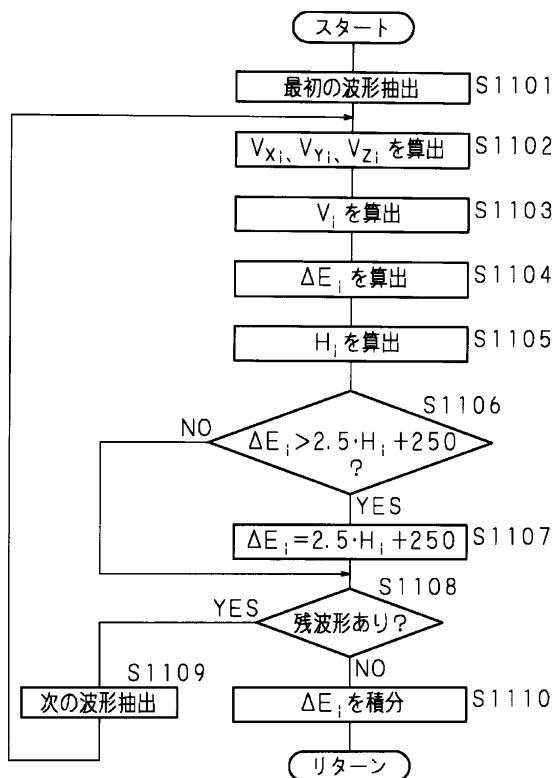 スタート
最初の波形抽出 S1101
VXi、VYi、VZi を算出 S1102
Vi を算出 S1103
ΔEi を算出 S1104
Hi を算出 S1105
S1106
NO
ΔEi>2.5·Hi+250
?
YES
ΔEi=2.5·Hi+250 S1107
S1108
YES
残波形あり?
S1109
NO
次の波形抽出
ΔEi を積分 S1110
リターン